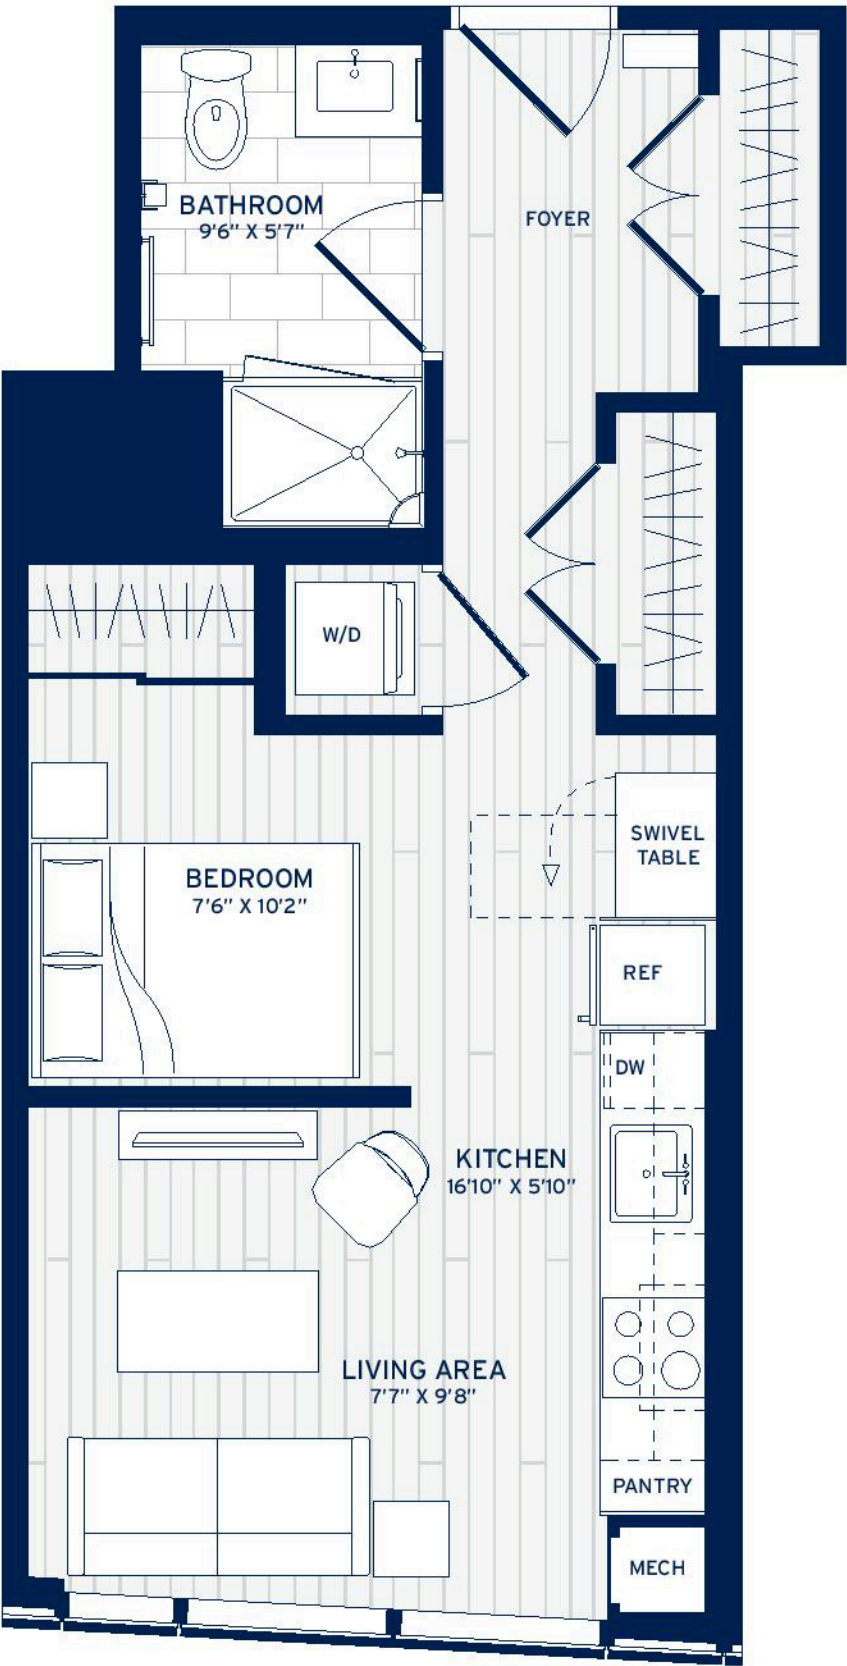 BATHROOM
9'6" X 5'7"
FOYER
W/D
SWIVEL
TABLE
BEDROOM
7'6" X 10'2"
REF
DW
KITCHEN
16'10" X 5'10"
LIVING AREA
7'7" X 9'8"
PANTRY
MECH